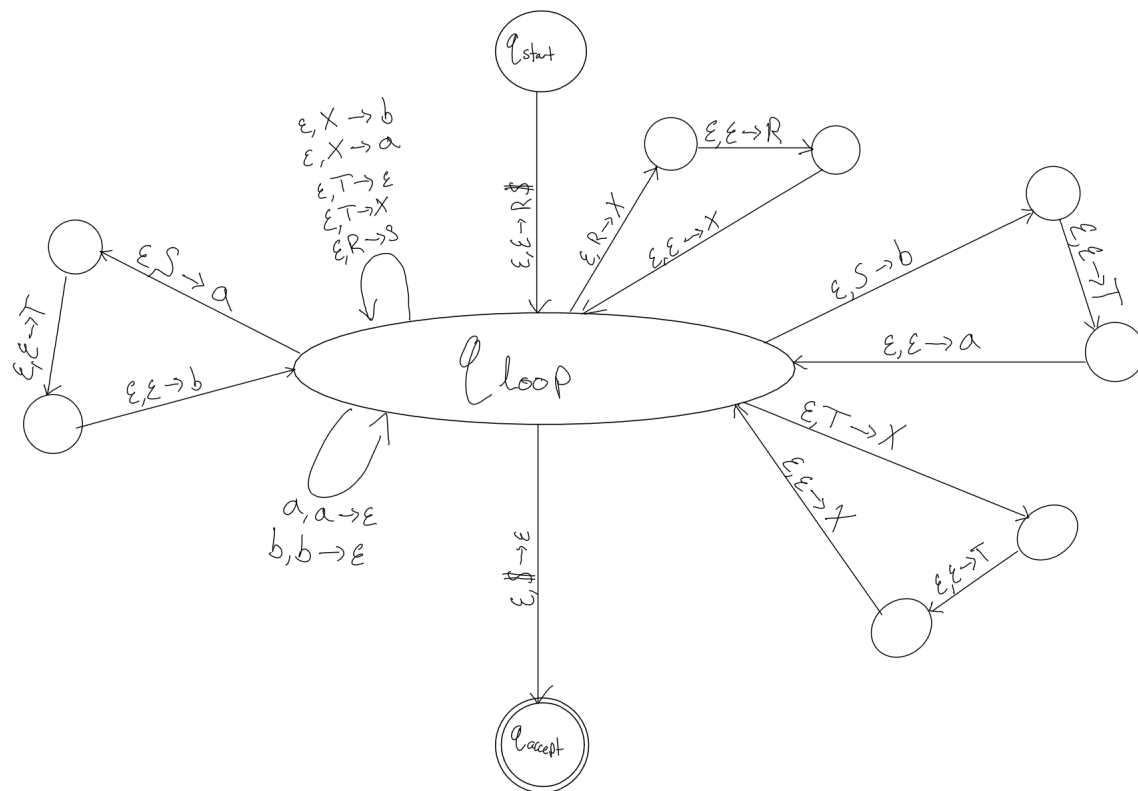 q start
ε, ε → R$
ε, X → b
ε, X → a
ε, T → ε
ε, T → X
ε, R → S
ε, R → X
ε, ε → R
ε, ε → X
ε, S → b
ε, ε → T
ε, ε → a
ε, S → a
ε, ε → T
ε, ε → b
q loop
a, a → ε
b, b → ε
ε, T → X
ε, ε → T
ε, ε → X
ε, $ → ε
q accept